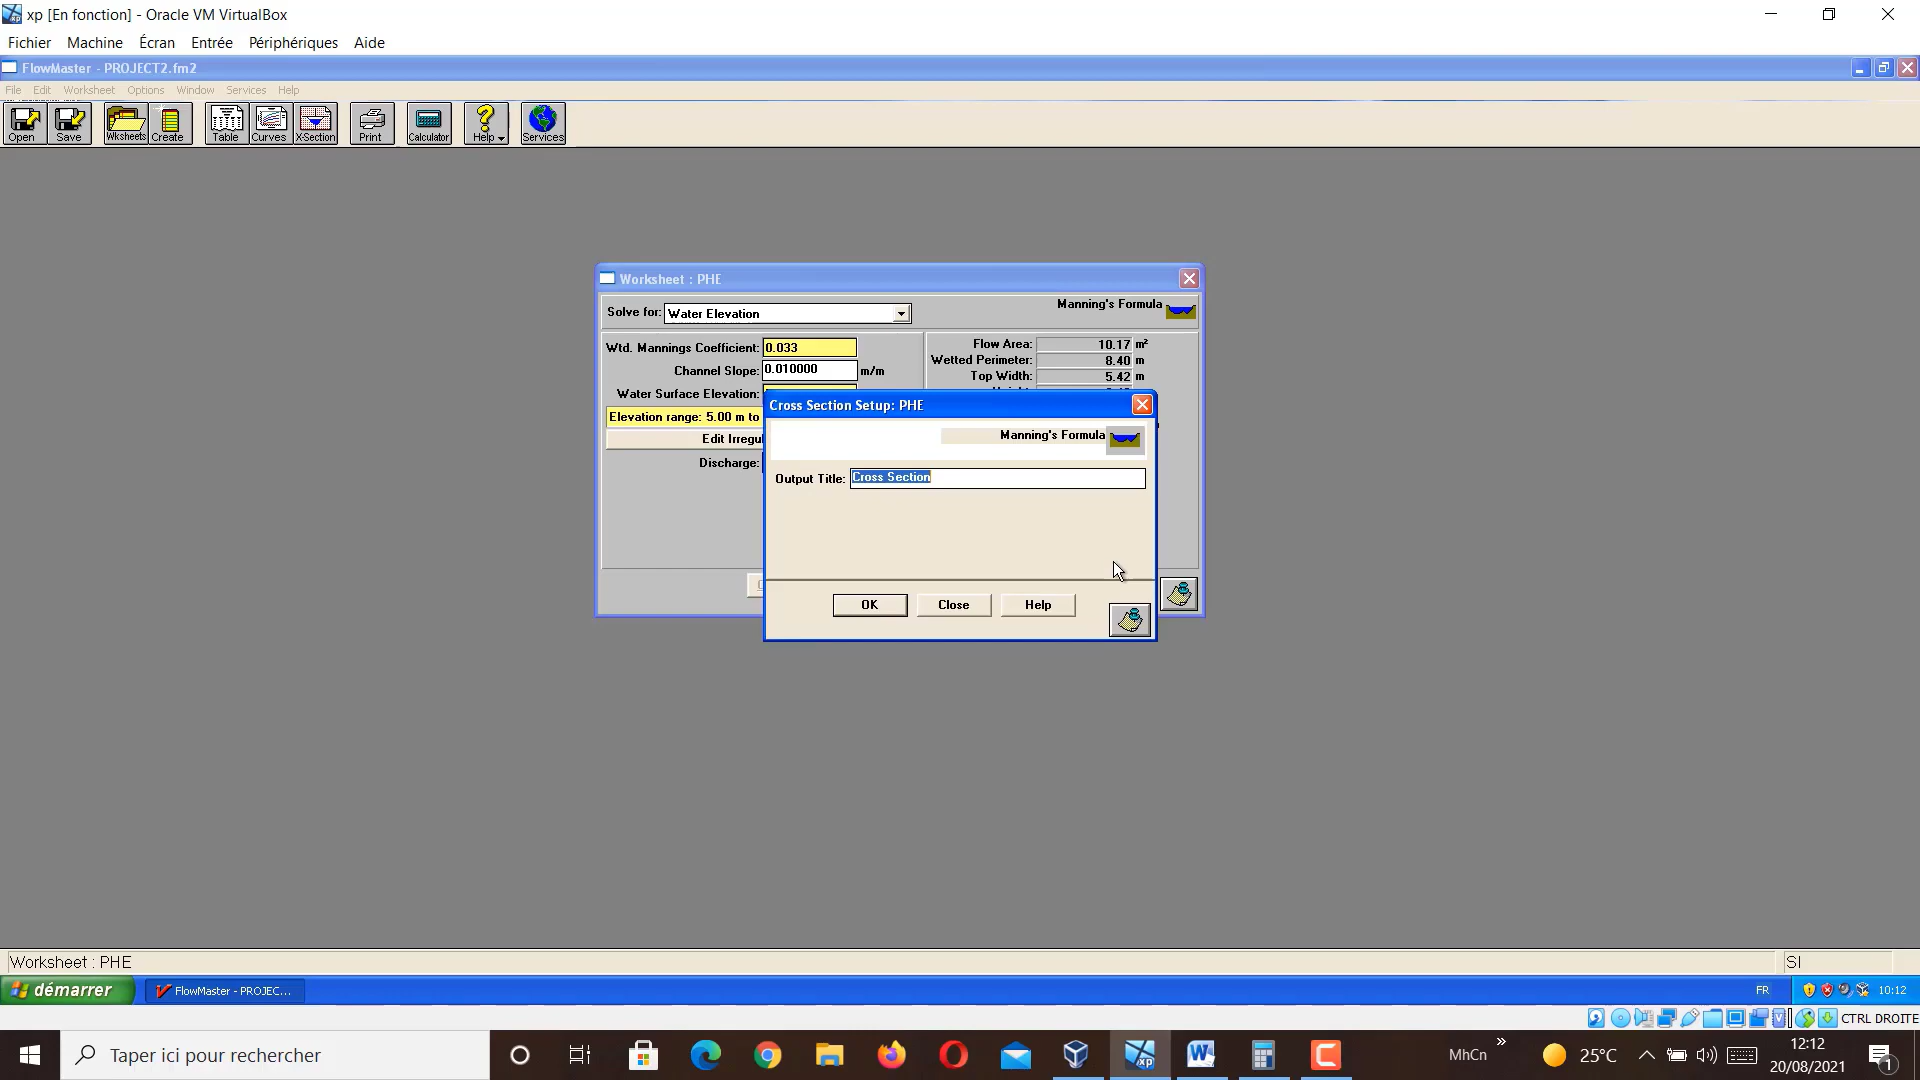 xp [En fonction] - Oracle VM VirtualBox
Fichier Machine Écran Entrée Périphériques Aide
FlowMaster - PROJECT2.fm2
File Edit Worksheet Options Window Services Help
Open Save Wksheets Create Table Curves X-Section Print Calculator Help Services
Worksheet : PHE
Solve for: Water Elevation
Manning's Formula
Wtd. Mannings Coefficient: 0.033
Channel Slope: 0.010000 m/m
Water Surface Elevation:
Elevation range: 5.00 m to
Edit Irregu
Discharge:
Flow Area: 10.17 m²
Wetted Perimeter: 8.40 m
Top Width: 5.42 m
Cross Section Setup: PHE
Manning's Formula
Output Title: Cross Section
OK Close Help
Worksheet : PHE
SI
démarrer
FlowMaster - PROJEC...
FR
10:12
CTRL DROITE
Taper ici pour rechercher
MhCn
»
25°C
12:12
20/08/2021
1